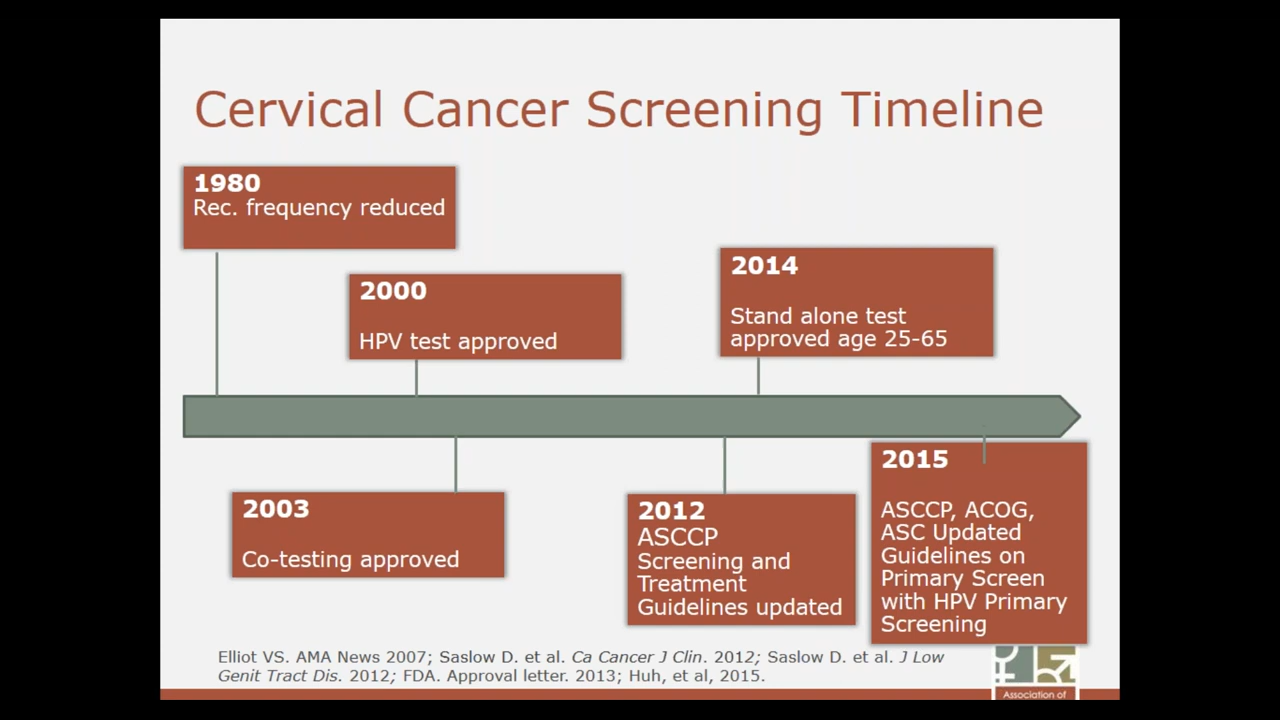 Cervical Cancer Screening Timeline
1980
Rec. frequency reduced
2000
HPV test approved
2014
Stand alone test
approved age 25-65
2003
Co-testing approved
2012
ASCCP
Screening and
Treatment
Guidelines updated
2015
ASCCP, ACOG,
ASC Updated
Guidelines on
Primary Screen
with HPV Primary
Screening
Elliot VS. AMA News 2007; Saslow D. et al. Ca Cancer J Clin. 2012; Saslow D. et al. J Low
Genit Tract Dis. 2012; FDA. Approval letter. 2013; Huh, et al, 2015.
Association of